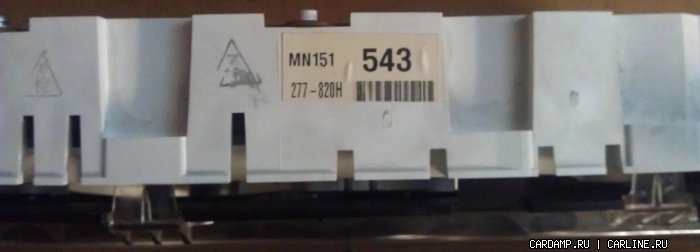 MN151 543
277-820H
CARDAMP.RU | CARLINE.RU